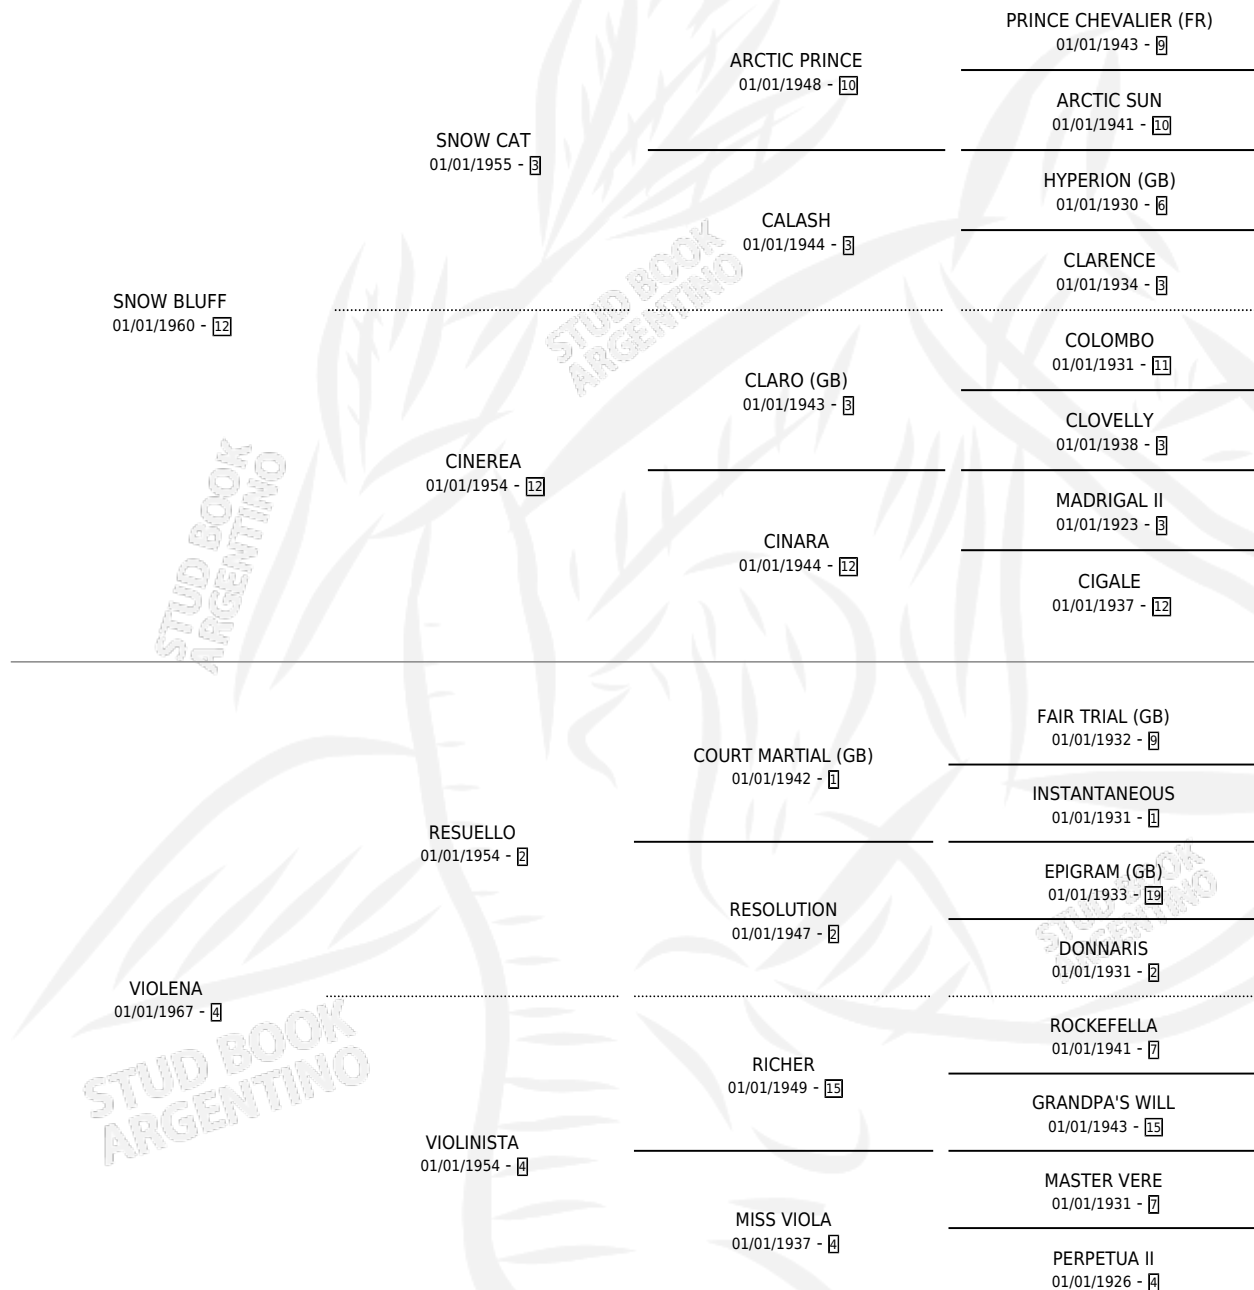 PRINCE CHEVALIER (FR)
01/01/1943 - 9
ARCTIC PRINCE
01/01/1948 - 10
ARCTIC SUN
01/01/1941 - 10
SNOW CAT
01/01/1955 - 3
HYPERION (GB)
01/01/1930 - 6
CALASH
01/01/1944 - 3
CLARENCE
01/01/1934 - 3
SNOW BLUFF
01/01/1960 - 12
COLOMBO
01/01/1931 - 11
CLARO (GB)
01/01/1943 - 3
CLOVELLY
01/01/1938 - 3
CINEREA
01/01/1954 - 12
MADRIGAL II
01/01/1923 - 3
CINARA
01/01/1944 - 12
CIGALE
01/01/1937 - 12
FAIR TRIAL (GB)
01/01/1932 - 9
COURT MARTIAL (GB)
01/01/1942 - 1
INSTANTANEOUS
01/01/1931 - 1
RESUELLO
01/01/1954 - 2
EPIGRAM (GB)
01/01/1933 - 19
RESOLUTION
01/01/1947 - 2
DONNARIS
01/01/1931 - 2
VIOLENA
01/01/1967 - 4
ROCKEFELLA
01/01/1941 - 7
RICHER
01/01/1949 - 15
GRANDPA'S WILL
01/01/1943 - 15
VIOLINISTA
01/01/1954 - 4
MASTER VERE
01/01/1931 - 7
MISS VIOLA
01/01/1937 - 4
PERPETUA II
01/01/1926 - 4
STUD BOOK
ARGENTINO
STUD BOOK
ARGENTINO
STUD BOOK
ARGENTINO
STUD BOOK
ARGENTINO